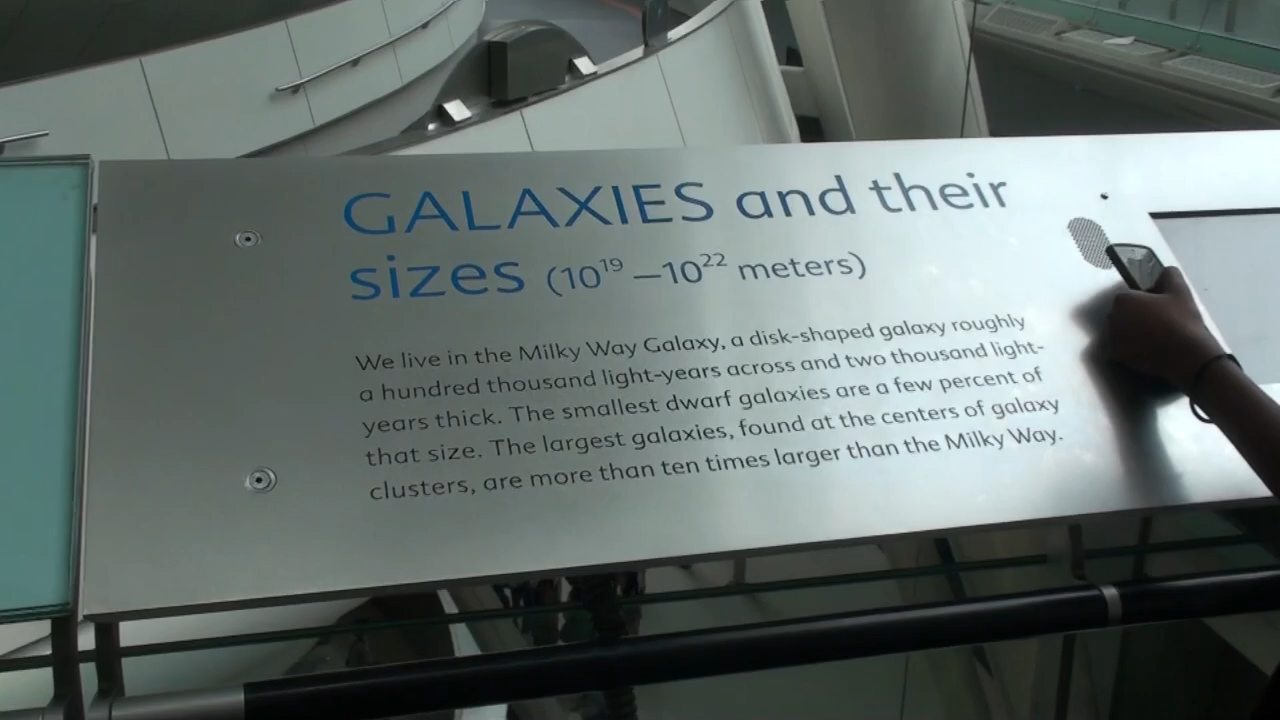 GALAXIES and their
sizes (10¹⁹ —10²² meters)
We live in the Milky Way Galaxy, a disk-shaped galaxy roughly
a hundred thousand light-years across and two thousand light-
years thick. The smallest dwarf galaxies are a few percent of
that size. The largest galaxies, found at the centers of galaxy
clusters, are more than ten times larger than the Milky Way.